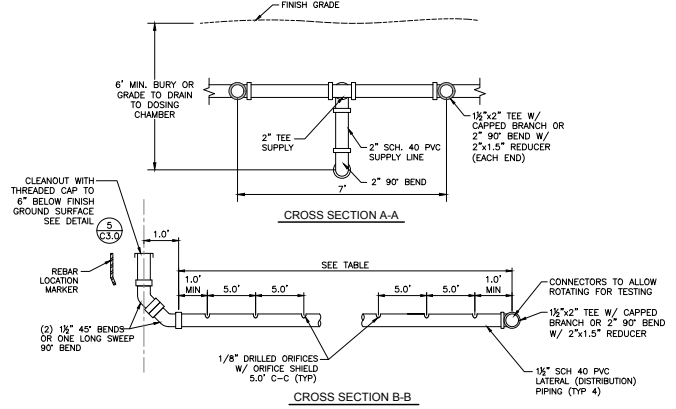 FINISH GRADE
6' MIN. BURY OR
GRADE TO DRAIN
TO DOSING
CHAMBER
2" TEE
SUPPLY
2" SCH. 40 PVC
SUPPLY LINE
1½"x2" TEE W/
CAPPED BRANCH OR
2" 90° BEND W/
2"x1.5" REDUCER
(EACH END)
2" 90° BEND
7'
CROSS SECTION A-A
CLEANOUT WITH
THREADED CAP TO
6" BELOW FINISH
GROUND SURFACE
SEE DETAIL
5
C3.0
1.0'
REBAR
LOCATION
MARKER
SEE TABLE
1.0'
MIN
5.0'
5.0'
5.0'
5.0'
1.0'
MIN
CONNECTORS TO ALLOW
ROTATING FOR TESTING
1½"x2" TEE W/ CAPPED
BRANCH OR 2" 90° BEND
W/ 2"x1.5" REDUCER
(2) 1½" 45° BENDS
OR ONE LONG SWEEP
90° BEND
1/8" DRILLED ORIFICES
W/ ORIFICE SHIELD
5.0' C-C (TYP)
1½" SCH 40 PVC
LATERAL (DISTRIBUTION)
PIPING (TYP 4)
CROSS SECTION B-B